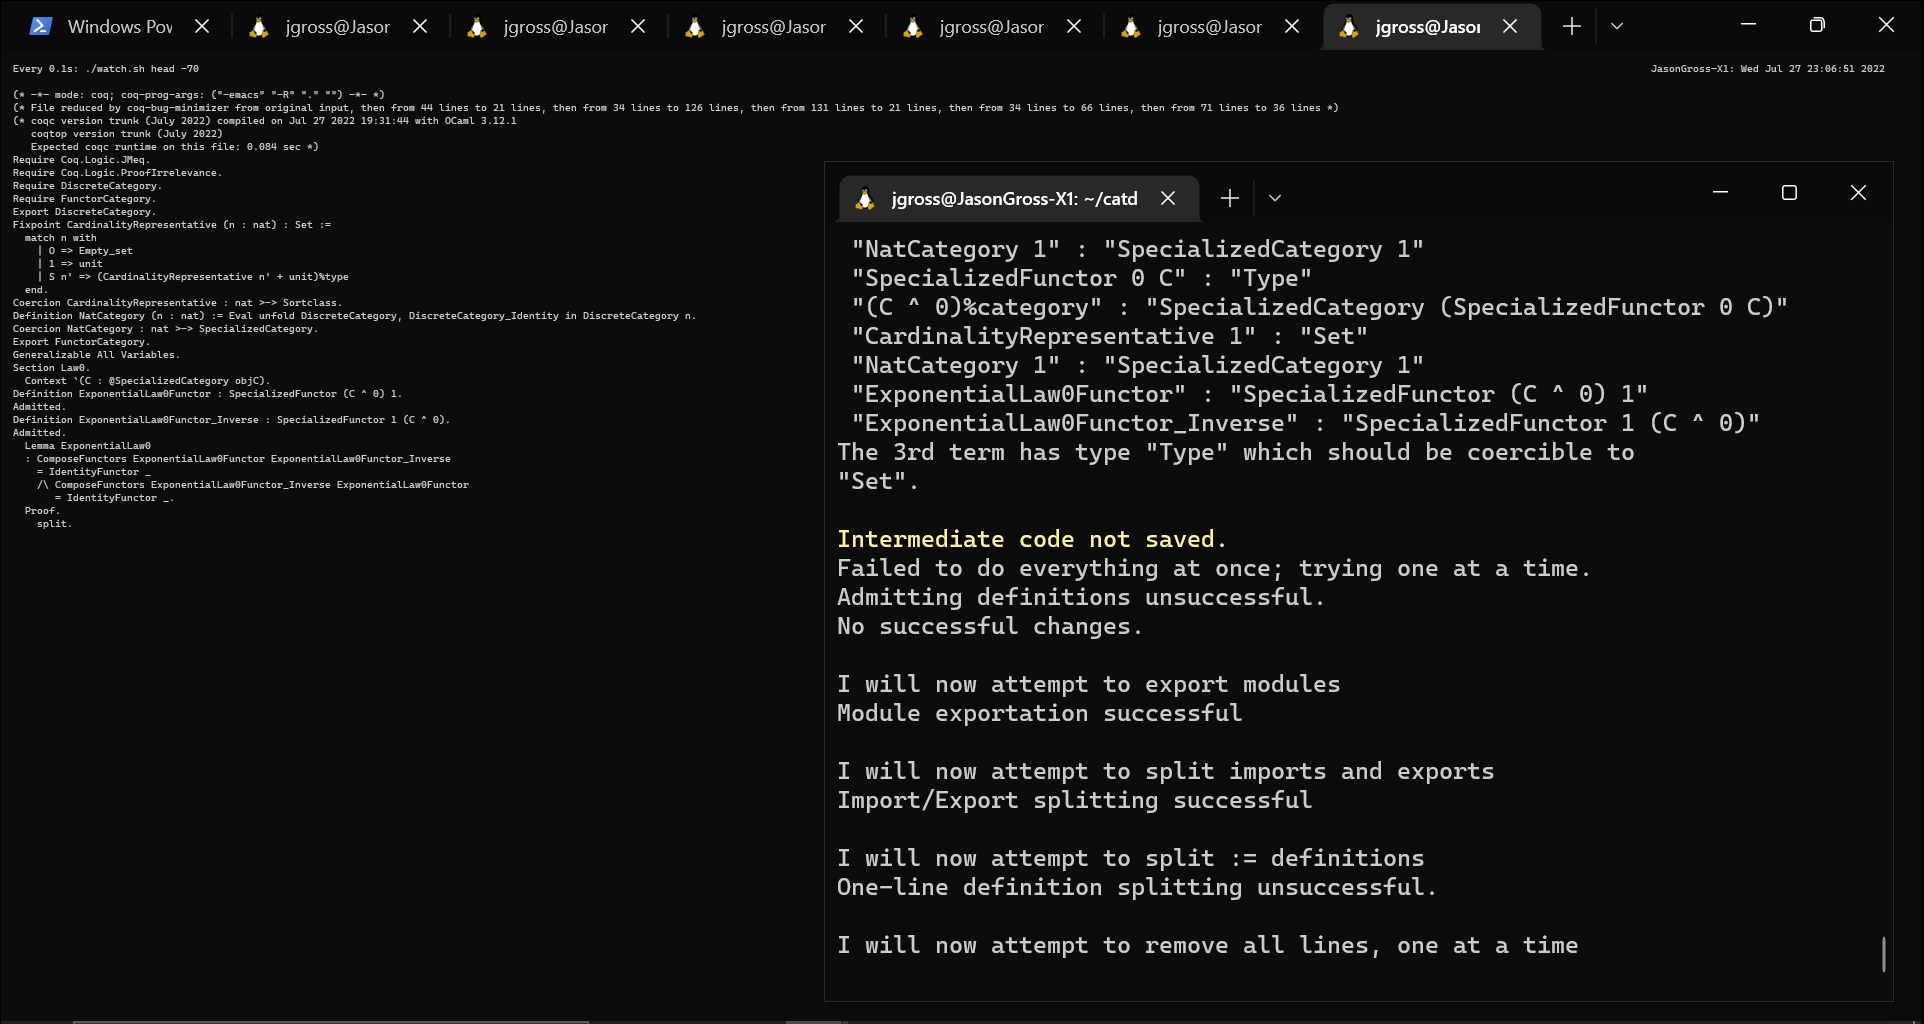 Windows Pov
jgross@Jasor
jgross@Jasor
jgross@Jasor
jgross@Jasor
jgross@Jasor
jgross@Jasor
Every 0.1s: ./watch.sh head -70
JasonGross-X1: Wed Jul 27 23:06:51 2022
(* -*- mode: coq; coq-prog-args: ("-emacs" "-R" "." "") -*- *)
(* File reduced by coq-bug-minimizer from original input, then from 44 lines to 21 lines, then from 34 lines to 126 lines, then from 131 lines to 21 lines, then from 34 lines to 66 lines, then from 71 lines to 36 lines *)
(* coqc version trunk (July 2022) compiled on Jul 27 2022 19:31:44 with OCaml 3.12.1
   coqtop version trunk (July 2022)
   Expected coqc runtime on this file: 0.084 sec *)
Require Coq.Logic.JMeq.
Require Coq.Logic.ProofIrrelevance.
Require DiscreteCategory.
Require FunctorCategory.
Export DiscreteCategory.
Fixpoint CardinalityRepresentative (n : nat) : Set :=
  match n with
    | O => Empty_set
    | 1 => unit
    | S n' => (CardinalityRepresentative n' + unit)%type
  end.
Coercion CardinalityRepresentative : nat >-> Sortclass.
Definition NatCategory (n : nat) := Eval unfold DiscreteCategory, DiscreteCategory_Identity in DiscreteCategory n.
Coercion NatCategory : nat >-> SpecializedCategory.
Export FunctorCategory.
Generalizable All Variables.
Section Law0.
  Context `(C : @SpecializedCategory objC).
Definition ExponentialLaw0Functor : SpecializedFunctor (C ^ 0) 1.
Admitted.
Definition ExponentialLaw0Functor_Inverse : SpecializedFunctor 1 (C ^ 0).
Admitted.
  Lemma ExponentialLaw0
  : ComposeFunctors ExponentialLaw0Functor ExponentialLaw0Functor_Inverse
    = IdentityFunctor _
    /\ ComposeFunctors ExponentialLaw0Functor_Inverse ExponentialLaw0Functor
       = IdentityFunctor _.
  Proof.
    split.
jgross@JasonGross-X1: ~/catd
"NatCategory 1" : "SpecializedCategory 1"
"SpecializedFunctor 0 C" : "Type"
"(C ^ 0)%category" : "SpecializedCategory (SpecializedFunctor 0 C)"
"CardinalityRepresentative 1" : "Set"
"NatCategory 1" : "SpecializedCategory 1"
"ExponentialLaw0Functor" : "SpecializedFunctor (C ^ 0) 1"
"ExponentialLaw0Functor_Inverse" : "SpecializedFunctor 1 (C ^ 0)"
The 3rd term has type "Type" which should be coercible to
"Set".
Intermediate code not saved.
Failed to do everything at once; trying one at a time.
Admitting definitions unsuccessful.
No successful changes.
I will now attempt to export modules
Module exportation successful
I will now attempt to split imports and exports
Import/Export splitting successful
I will now attempt to split := definitions
One-line definition splitting unsuccessful.
I will now attempt to remove all lines, one at a time